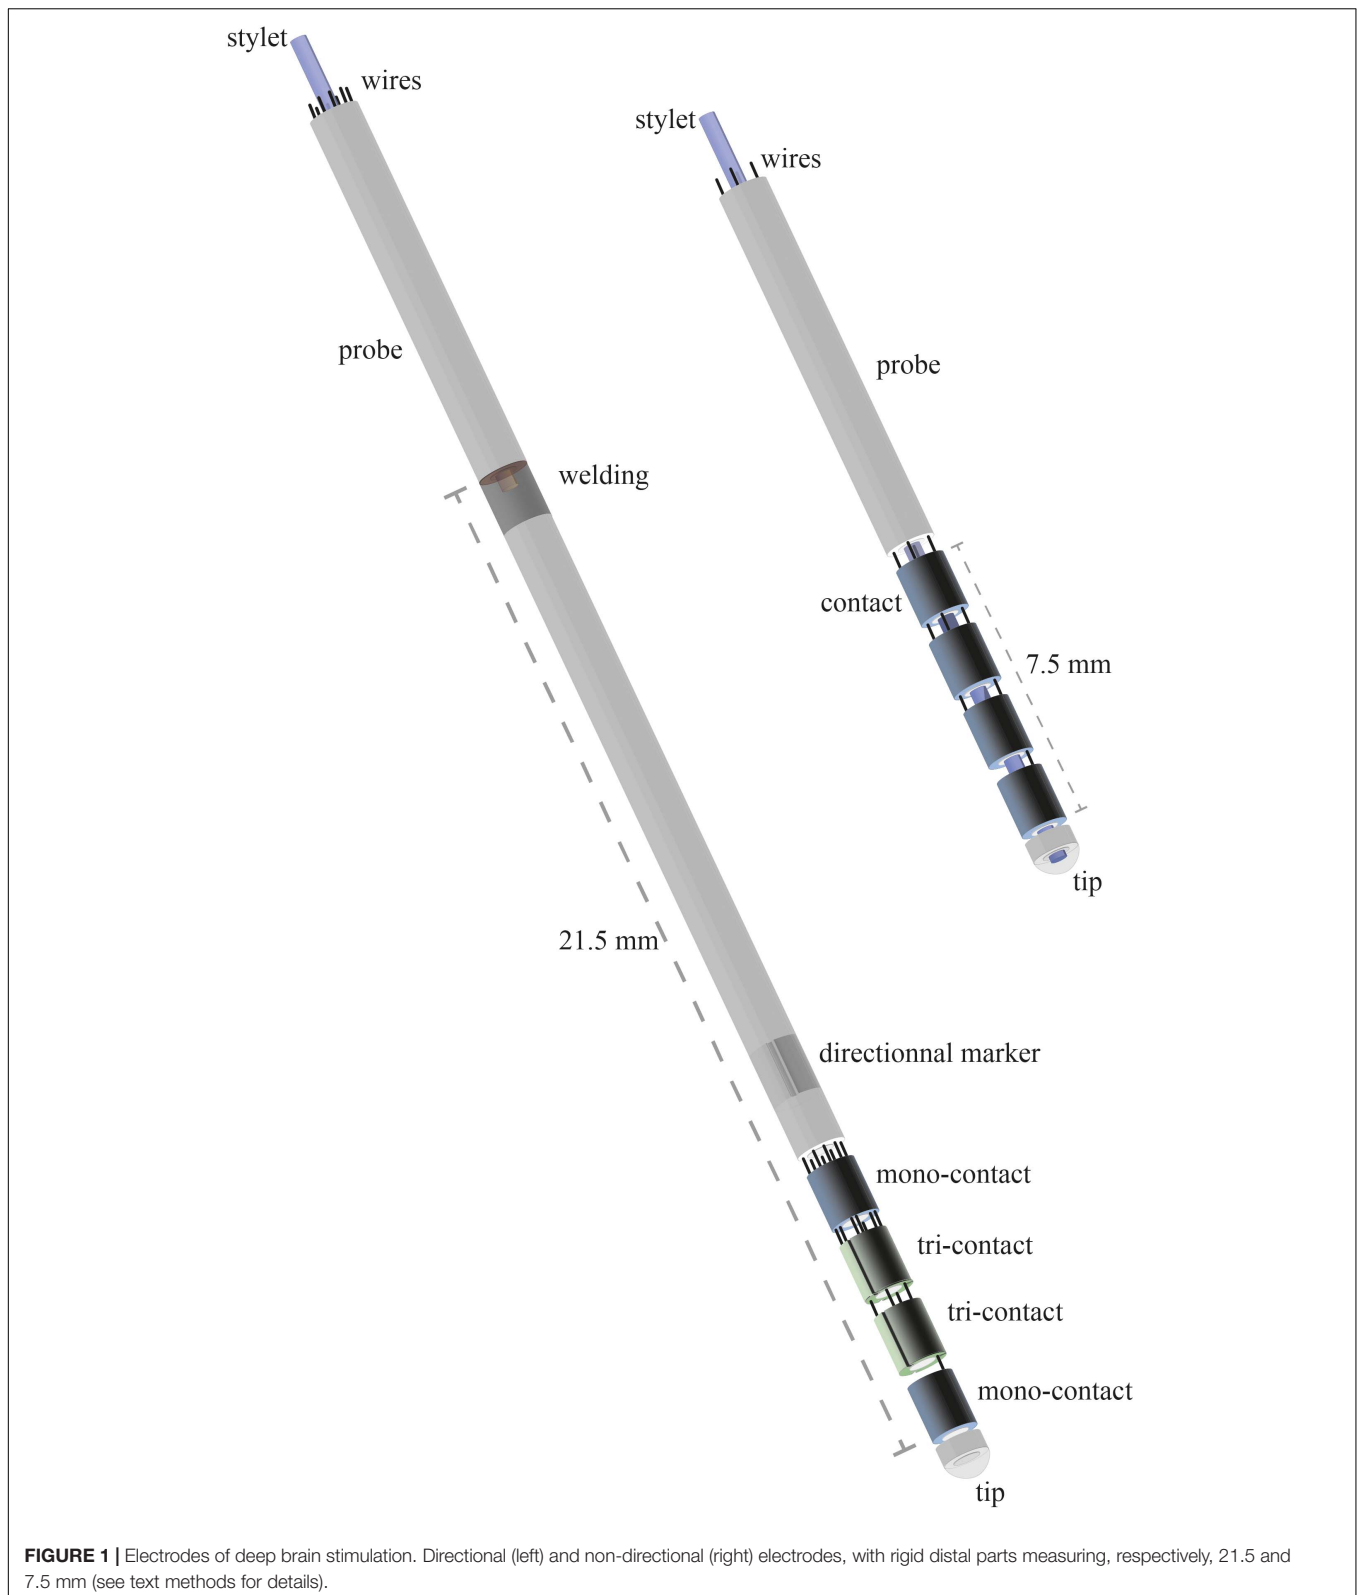 stylet
wires
stylet
wires
probe
probe
welding
contact
7.5 mm
tip
21.5 mm
directionnal marker
mono-contact
tri-contact
tri-contact
mono-contact
tip
FIGURE 1 | Electrodes of deep brain stimulation. Directional (left) and non-directional (right) electrodes, with rigid distal parts measuring, respectively, 21.5 and
7.5 mm (see text methods for details).